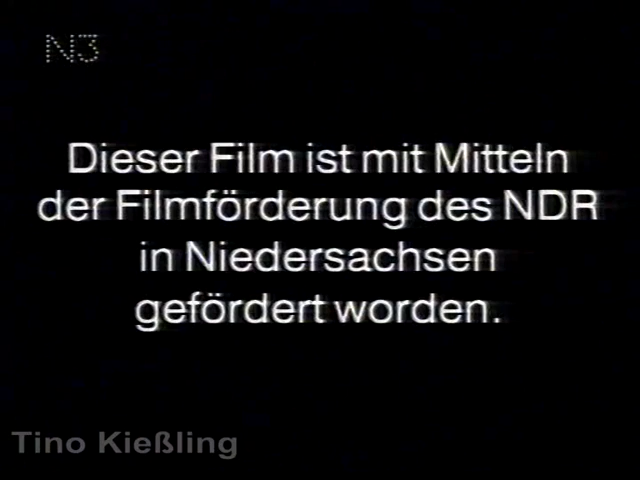 N3
Dieser Film ist mit Mitteln
der Filmförderung des NDR
in Niedersachsen
gefördert worden.
Tino Kießling